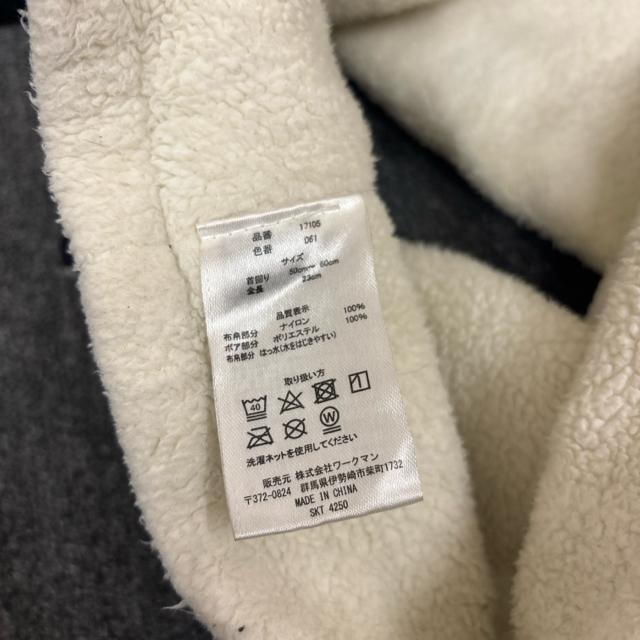 品番 17105
色番 061
サイズ
首回り 50cm〜60cm
全長 23cm
品質表示
布帛部分 ナイロン 100%
ボア部分 ポリエステル 100%
布帛部分 はっ水(水をはじきやすい)
取り扱い方
40
W
洗濯ネットを使用してください
販売元 株式会社ワークマン
〒372-0824 群馬県伊勢崎市柴町1732
MADE IN CHINA
SKT 4250